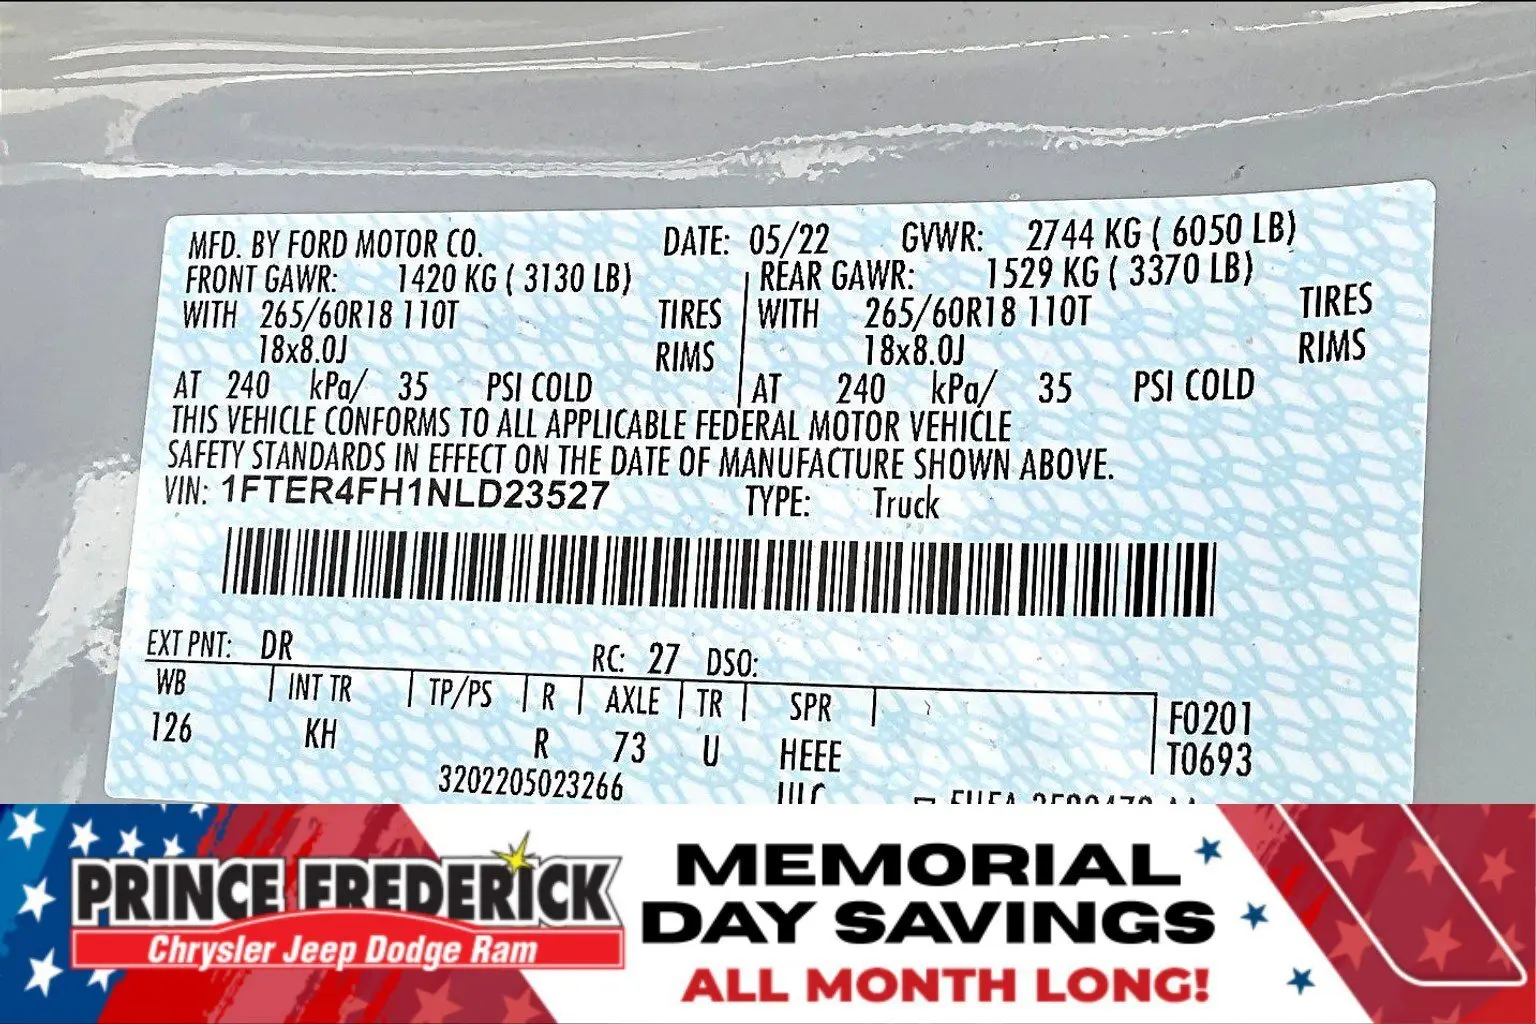 MFD. BY FORD MOTOR CO. DATE: 05/22 GVWR: 2744 KG ( 6050 LB)
FRONT GAWR: 1420 KG ( 3130 LB) REAR GAWR: 1529 KG ( 3370 LB)
WITH 265/60R18 110T TIRES WITH 265/60R18 110T TIRES
18x8.0J RIMS 18x8.0J RIMS
AT 240 kPa/ 35 PSI COLD AT 240 kPa/ 35 PSI COLD
THIS VEHICLE CONFORMS TO ALL APPLICABLE FEDERAL MOTOR VEHICLE
SAFETY STANDARDS IN EFFECT ON THE DATE OF MANUFACTURE SHOWN ABOVE.
VIN: 1FTER4FH1NLD23527 TYPE: Truck
EXT PNT: DR RC: 27 DSO:
WB INT TR TP/PS R AXLE TR SPR F0201
126 KH R 73 U HEEE T0693
3202205023266
PRINCE FREDERICK
Chrysler Jeep Dodge Ram
MEMORIAL
DAY SAVINGS
ALL MONTH LONG!